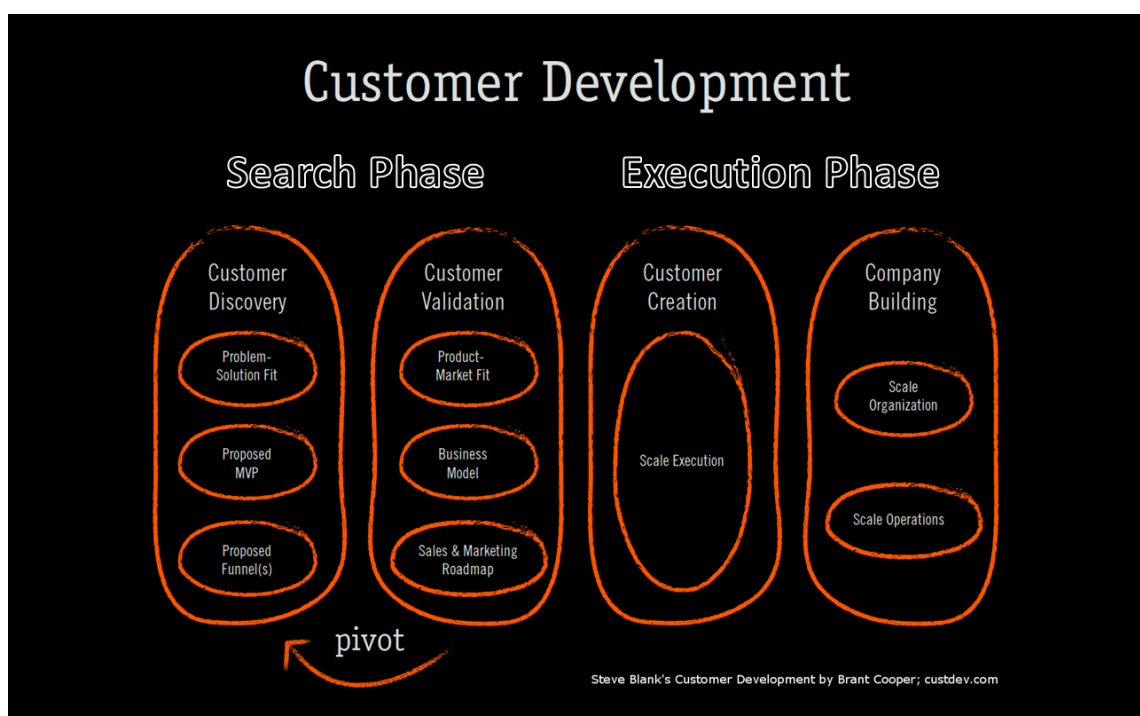 Customer Development
Search Phase
Execution Phase
Customer
Discovery
Problem-
Solution Fit
Proposed
MVP
Proposed
Funnel(s)
Customer
Validation
Product-
Market Fit
Business
Model
Sales & Marketing
Roadmap
Customer
Creation
Scale Execution
Company
Building
Scale
Organization
Scale Operations
pivot
Steve Blank's Customer Development by Brant Cooper; custdev.com